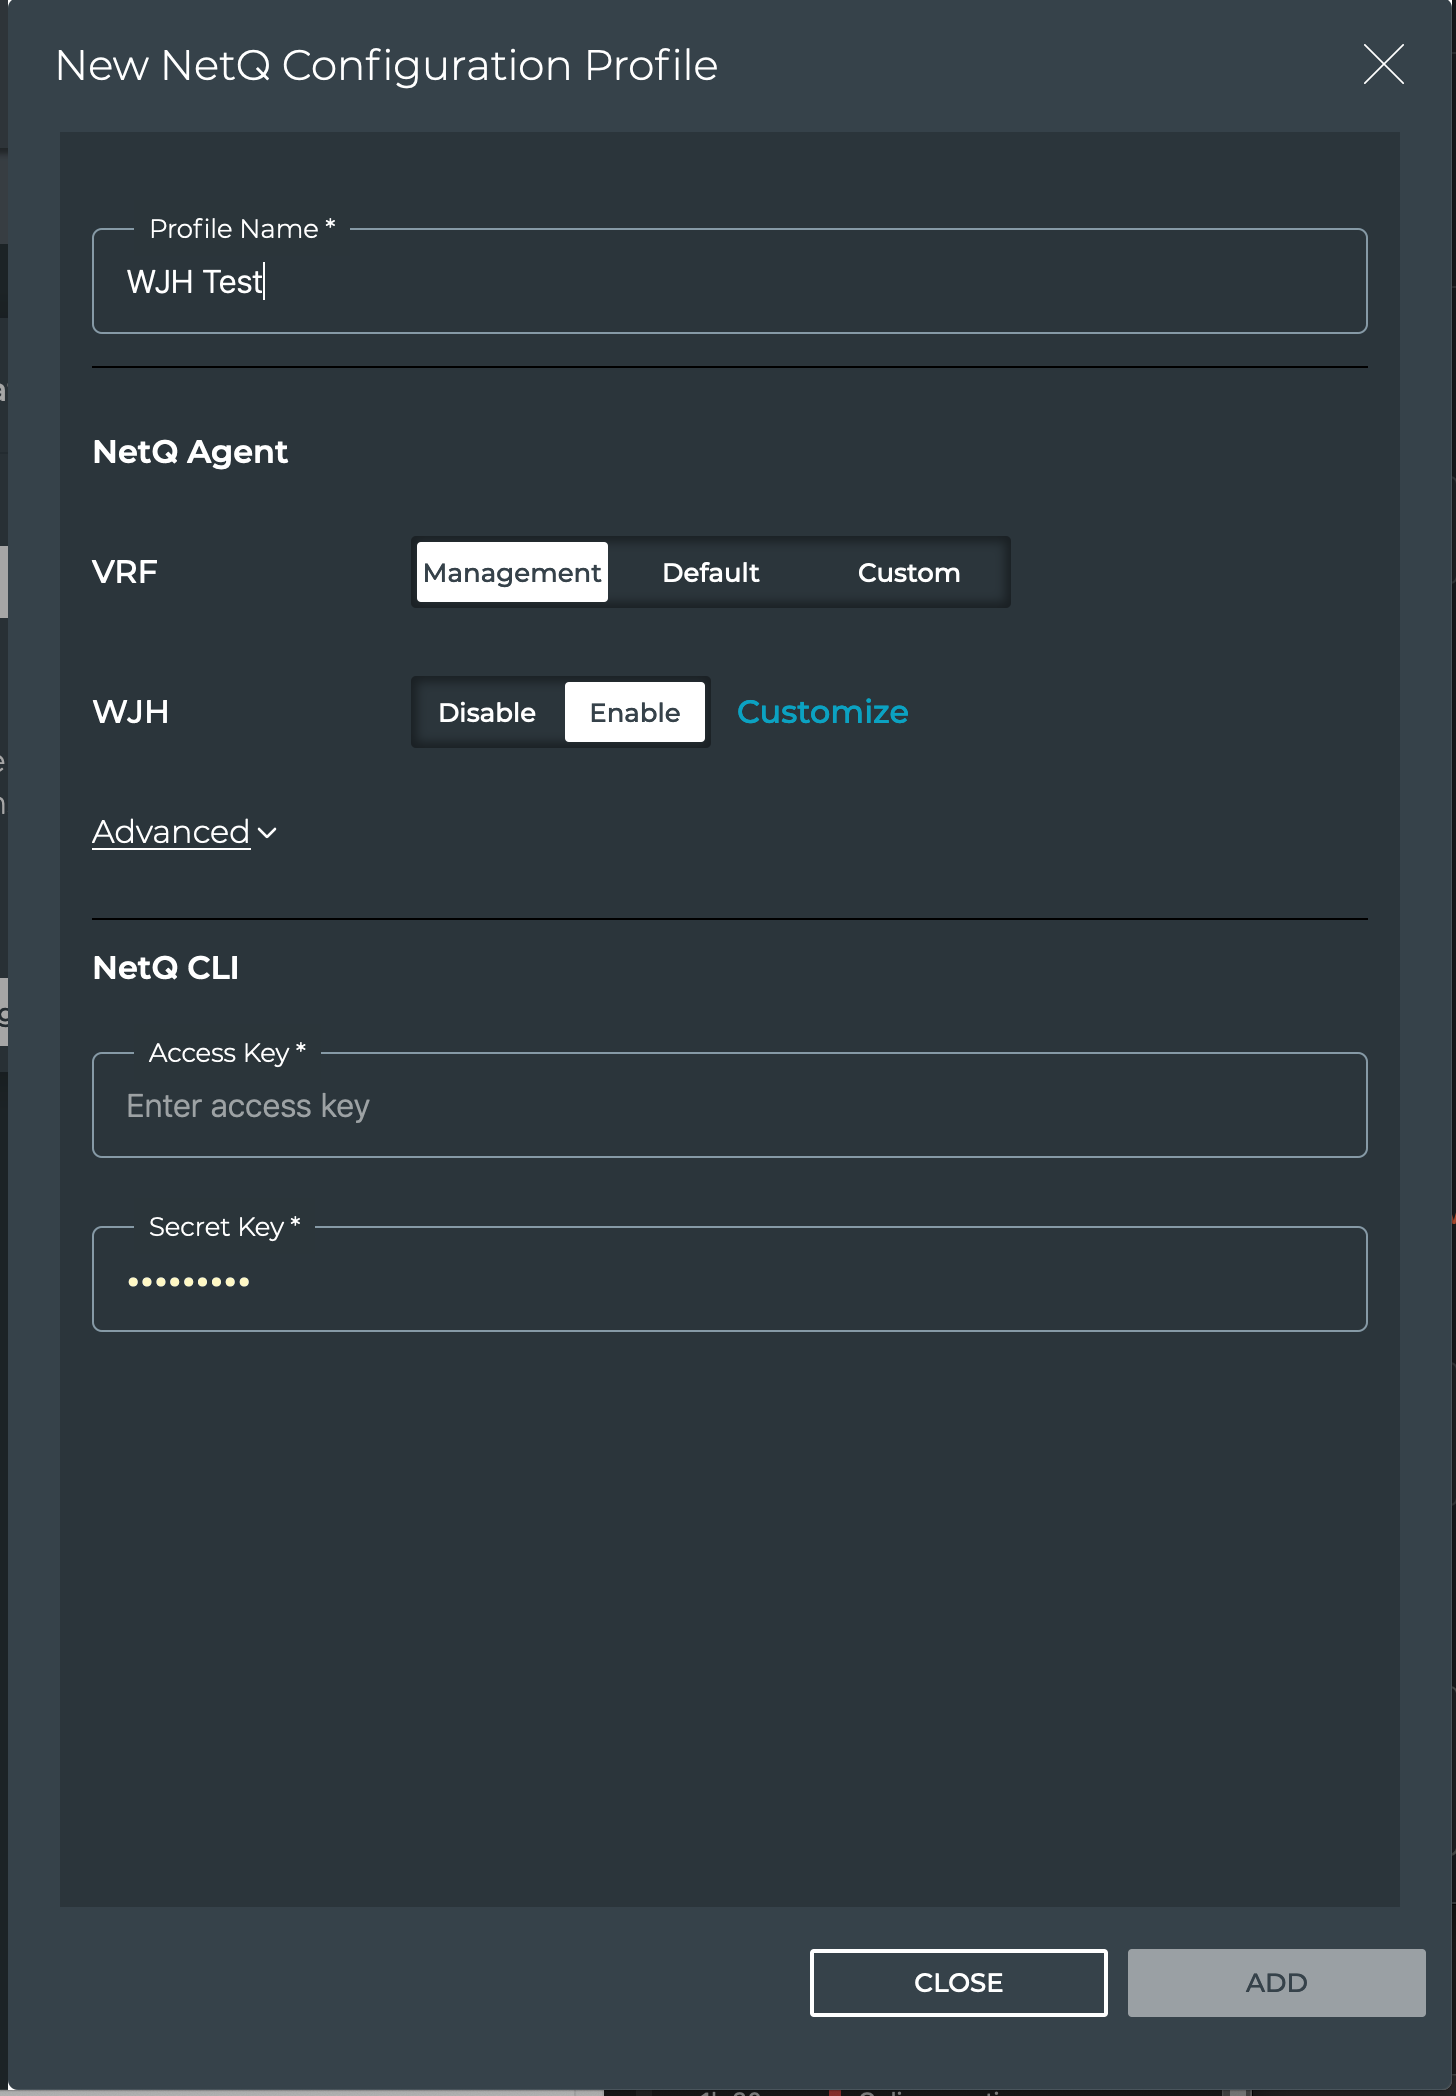 New NetQ Configuration Profile
Profile Name *
WJH Test
NetQ Agent
VRF Management Default Custom
WJH Disable Enable Customize
Advanced
NetQ CLI
Access Key *
Enter access key
Secret Key *
•••••••••
CLOSE ADD